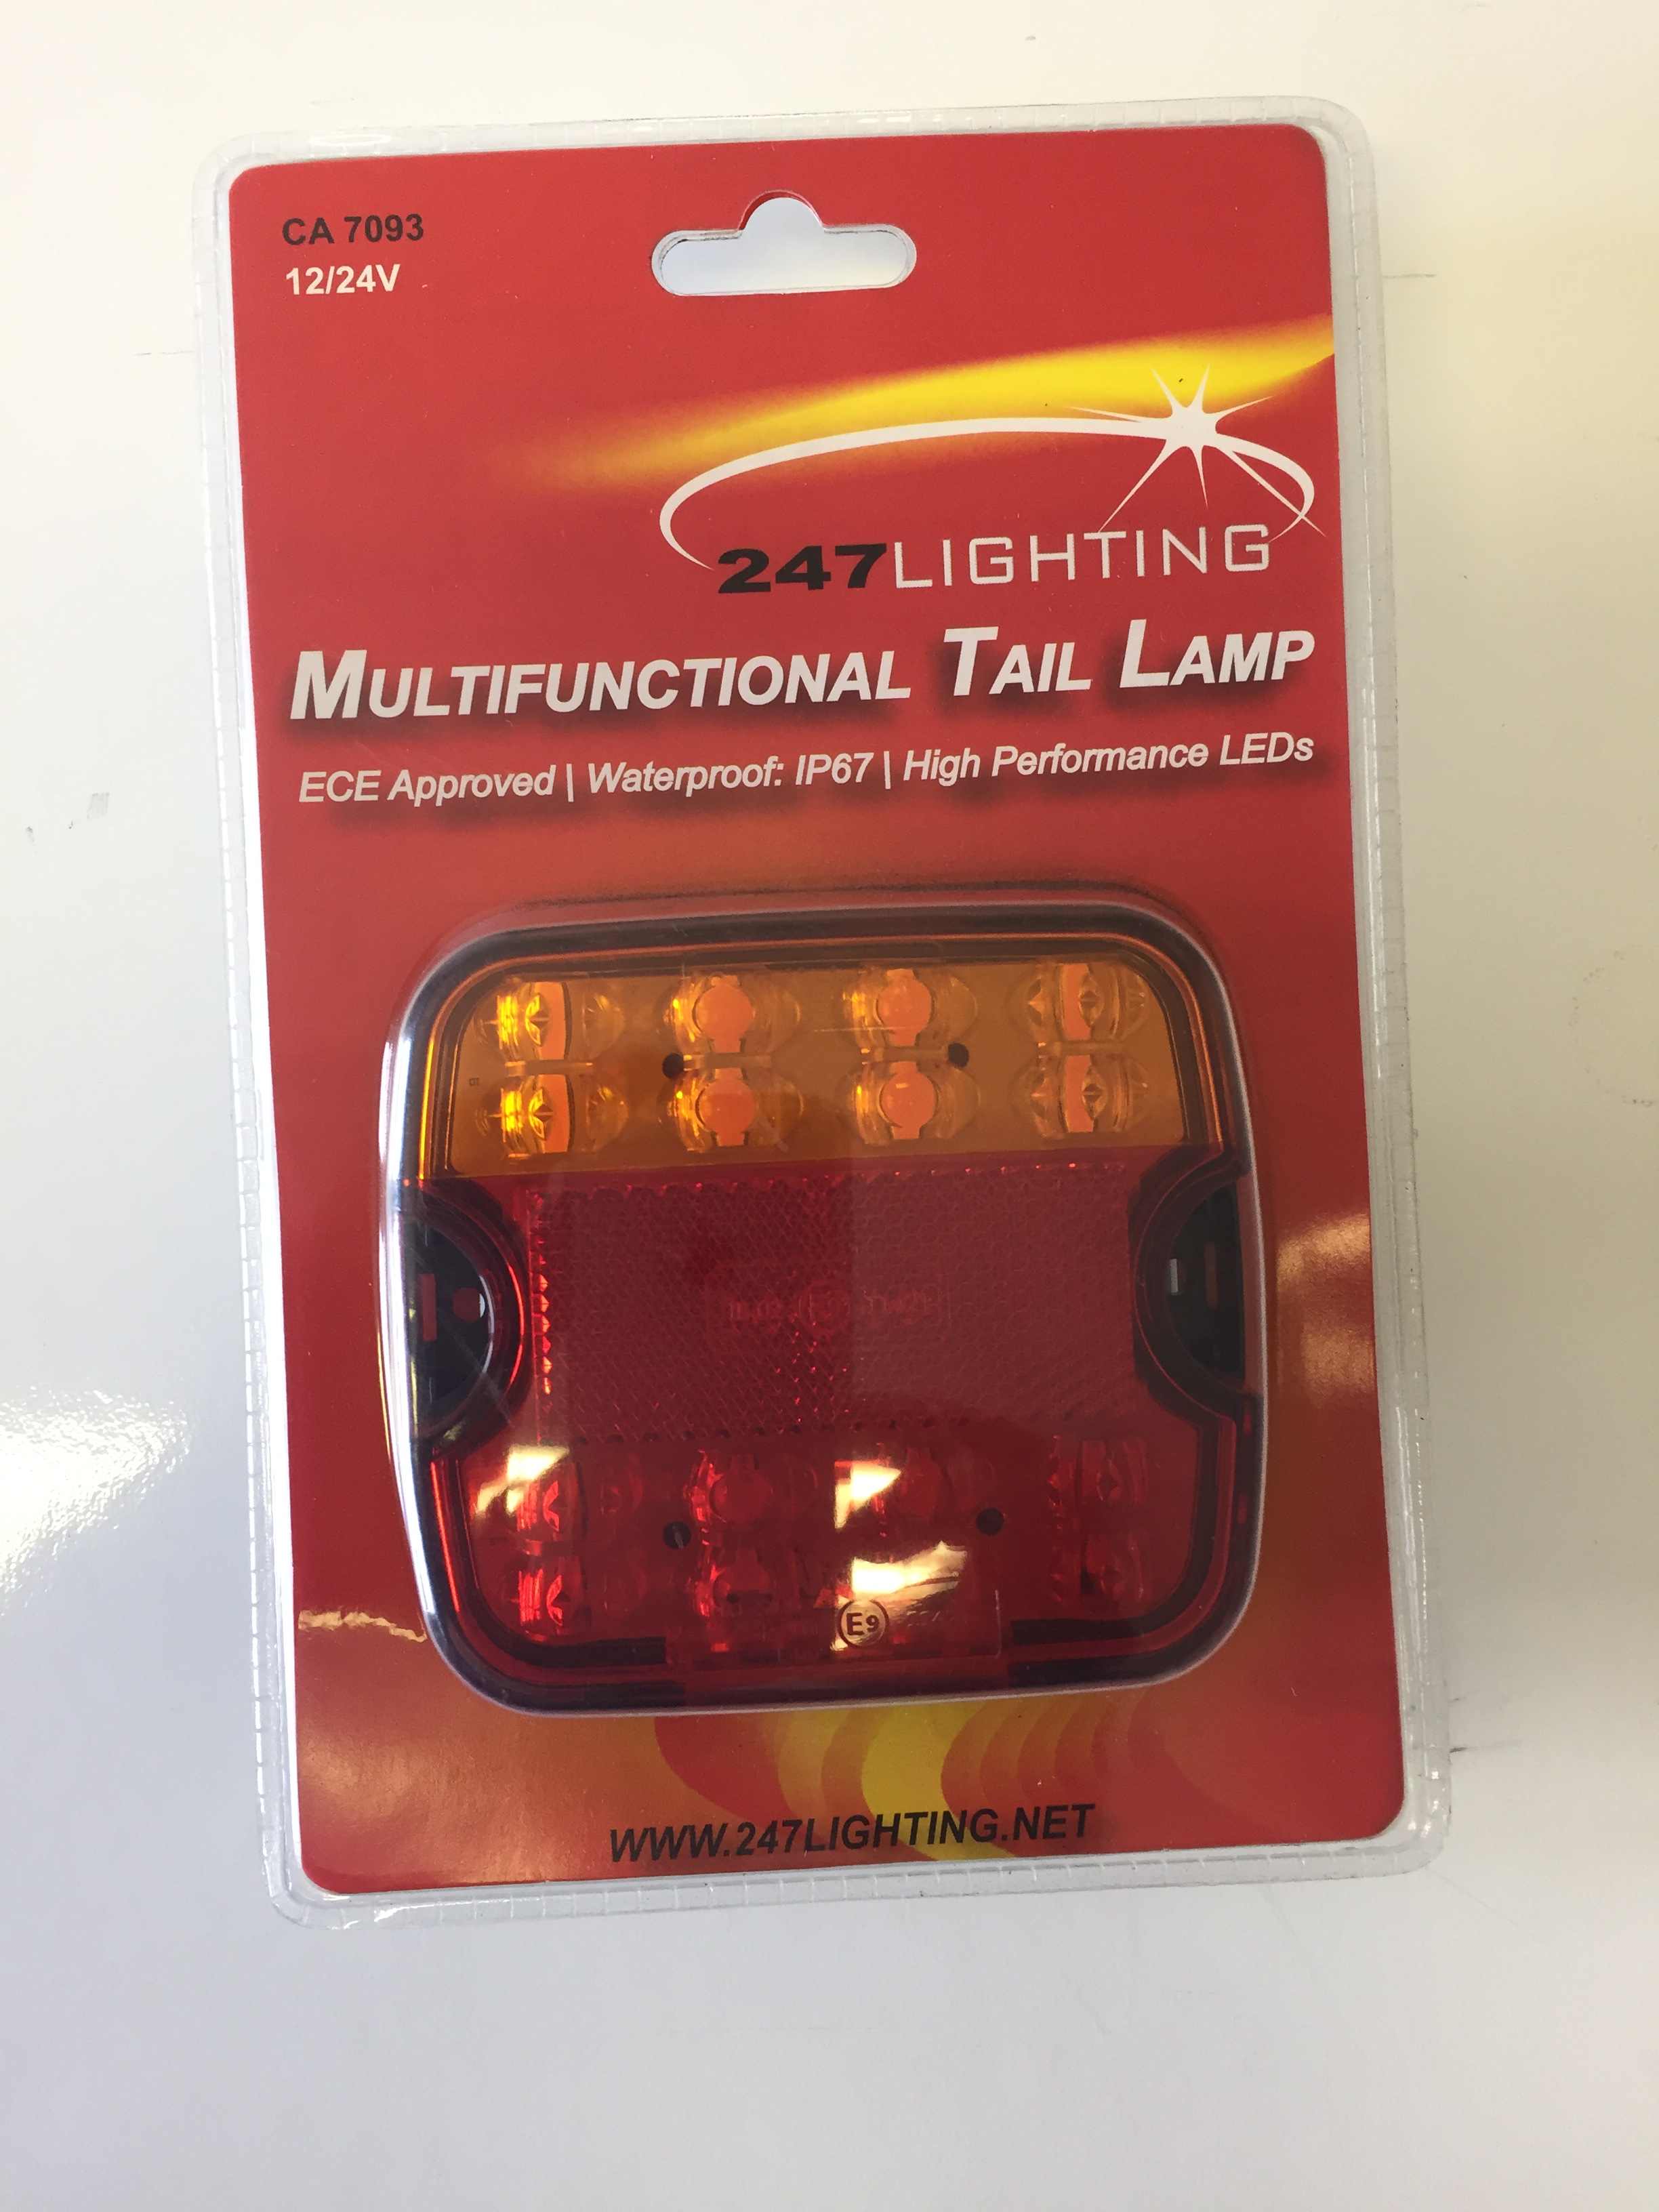 CA 7093
12/24V
247LIGHTING
MULTIFUNCTIONAL TAIL LAMP
ECE Approved | Waterproof: IP67 | High Performance LEDs
E9
WWW.247LIGHTING.NET